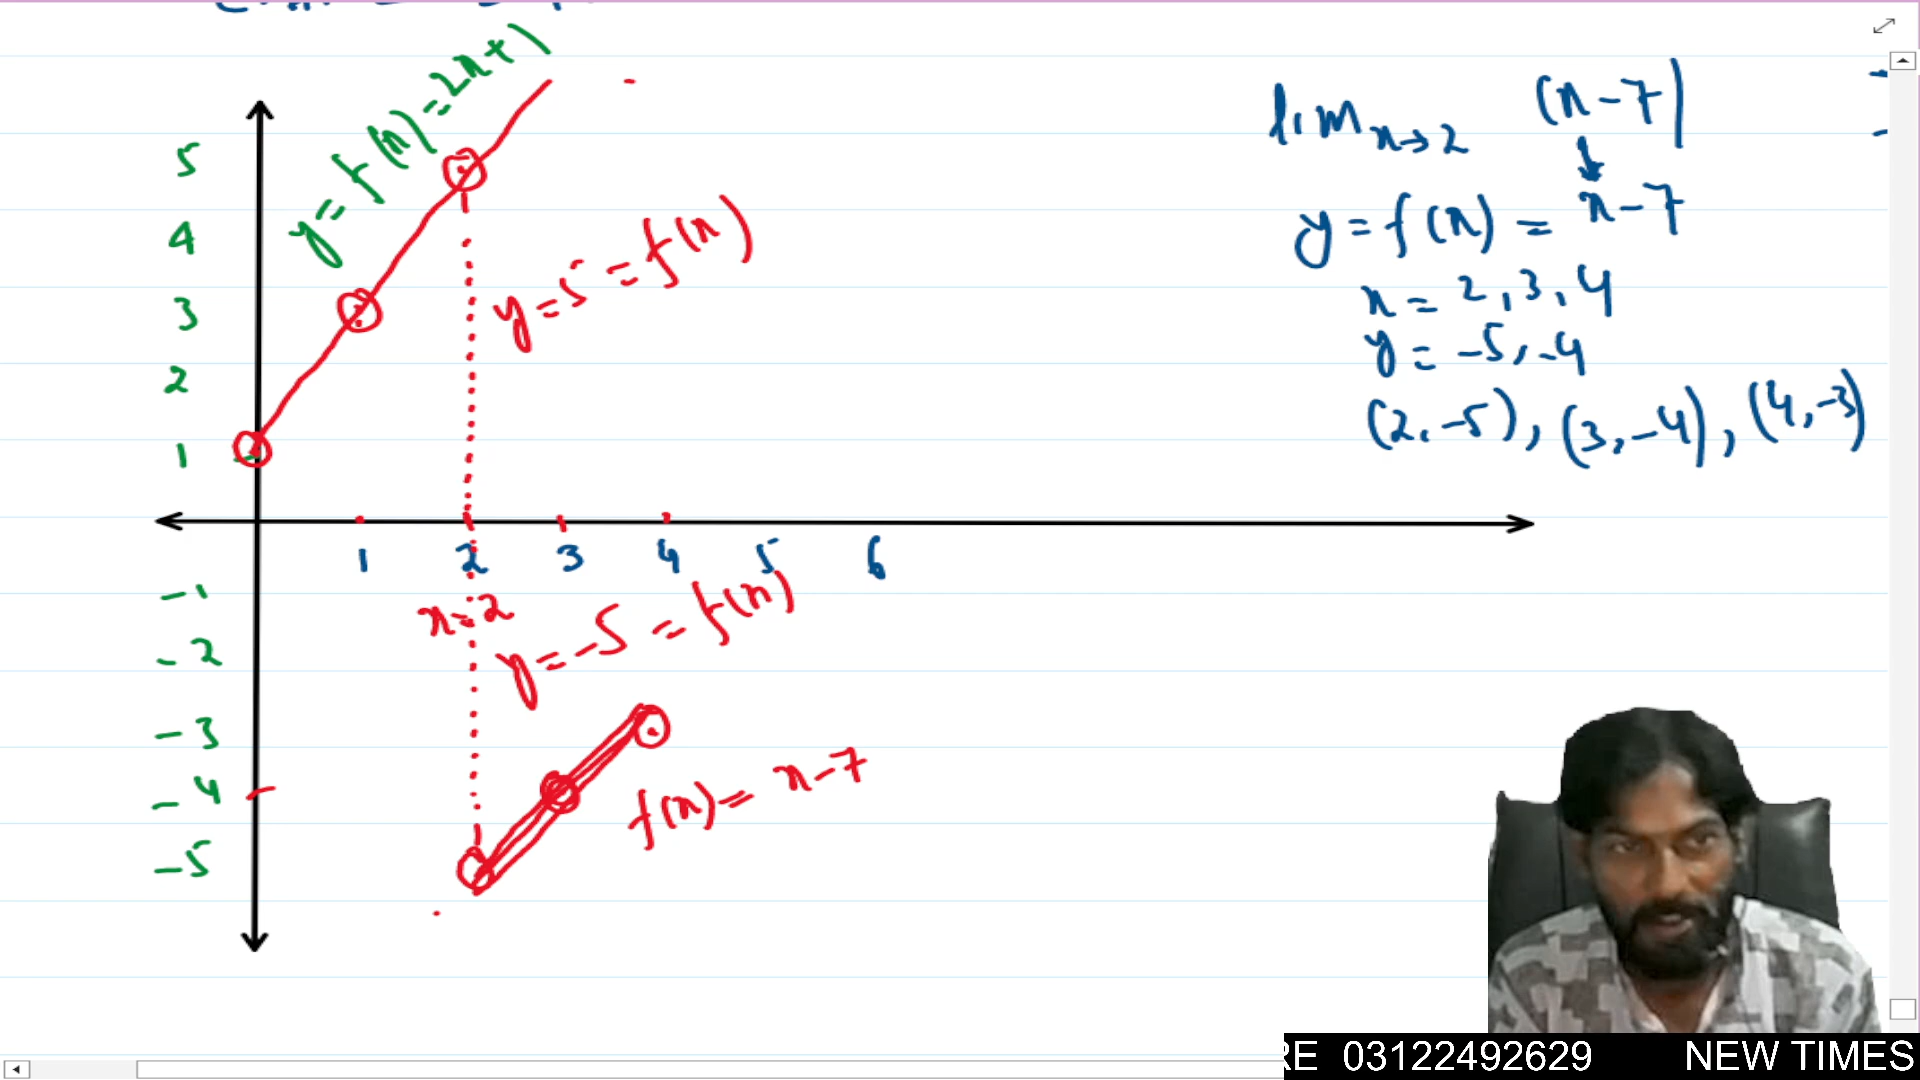 y = f(x) = 2x+1
5
4
3
2
1
y = 5 = f(x)
1 2 3 4 5 6
x = 2
y = -5 = f(x)
-1
-2
-3
-4
-5
f(x) = x-7
lim x→2 (x-7)
y = f(x) = x-7
x = 2, 3, 4
y = -5, -4
(2, -5), (3, -4), (4, -3)
RE 03122492629 NEW TIMES